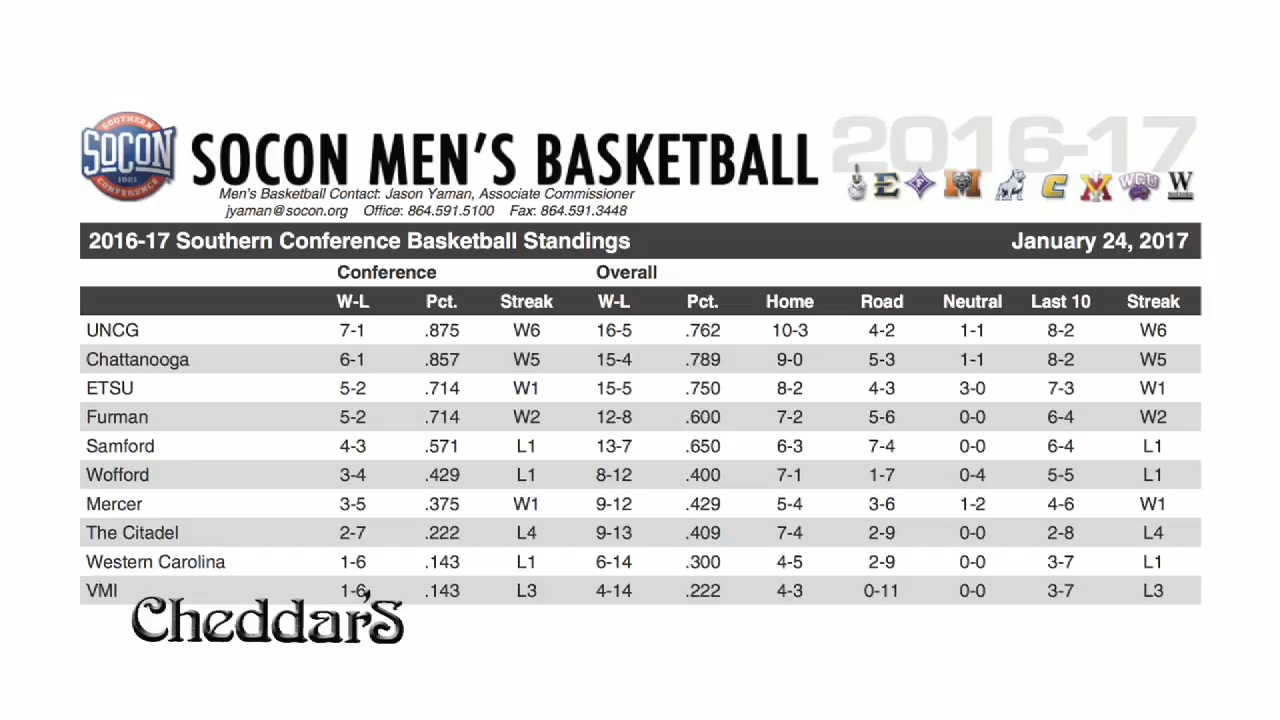 SOUTHERN
SOCON
1921
CONFERENCE
SOCON MEN'S BASKETBALL
2016-17
Men's Basketball Contact: Jason Yaman, Associate Commissioner
jyaman@socon.org Office: 864.591.5100 Fax: 864.591.3448
2016-17 Southern Conference Basketball Standings January 24, 2017
Conference Overall
W-L Pct. Streak W-L Pct. Home Road Neutral Last 10 Streak
UNCG 7-1 .875 W6 16-5 .762 10-3 4-2 1-1 8-2 W6
Chattanooga 6-1 .857 W5 15-4 .789 9-0 5-3 1-1 8-2 W5
ETSU 5-2 .714 W1 15-5 .750 8-2 4-3 3-0 7-3 W1
Furman 5-2 .714 W2 12-8 .600 7-2 5-6 0-0 6-4 W2
Samford 4-3 .571 L1 13-7 .650 6-3 7-4 0-0 6-4 L1
Wofford 3-4 .429 L1 8-12 .400 7-1 1-7 0-4 5-5 L1
Mercer 3-5 .375 W1 9-12 .429 5-4 3-6 1-2 4-6 W1
The Citadel 2-7 .222 L4 9-13 .409 7-4 2-9 0-0 2-8 L4
Western Carolina 1-6 .143 L1 6-14 .300 4-5 2-9 0-0 3-7 L1
VMI 1-6 .143 L3 4-14 .222 4-3 0-11 0-0 3-7 L3
Cheddar's